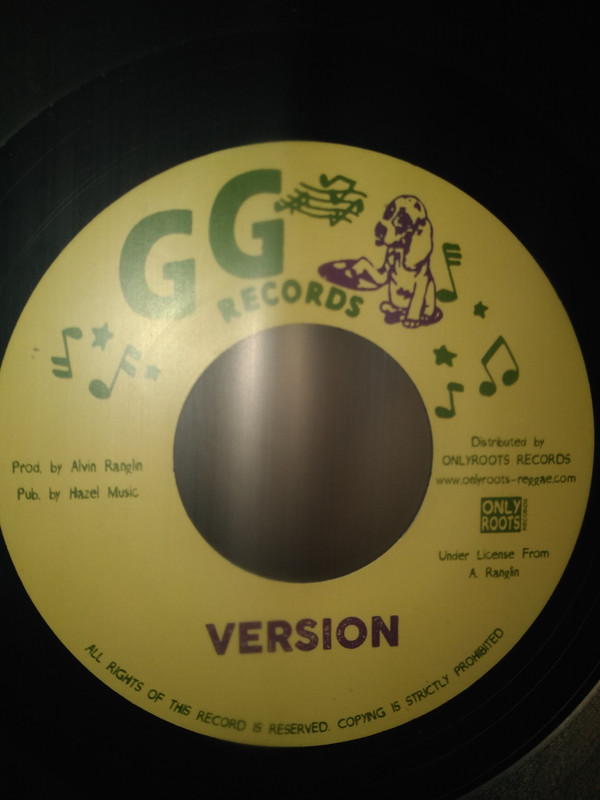 GG
RECORDS
Prod. by Alvin Ranglin
Pub. by Hazel Music
Distributed by
ONLYROOTS RECORDS
www.onlyroots-reggae.com
ONLY
ROOTS
RECORDS
Under License From
A. Ranglin
VERSION
ALL RIGHTS OF THIS RECORD IS RESERVED. COPYING IS STRICTLY PROHIBITED